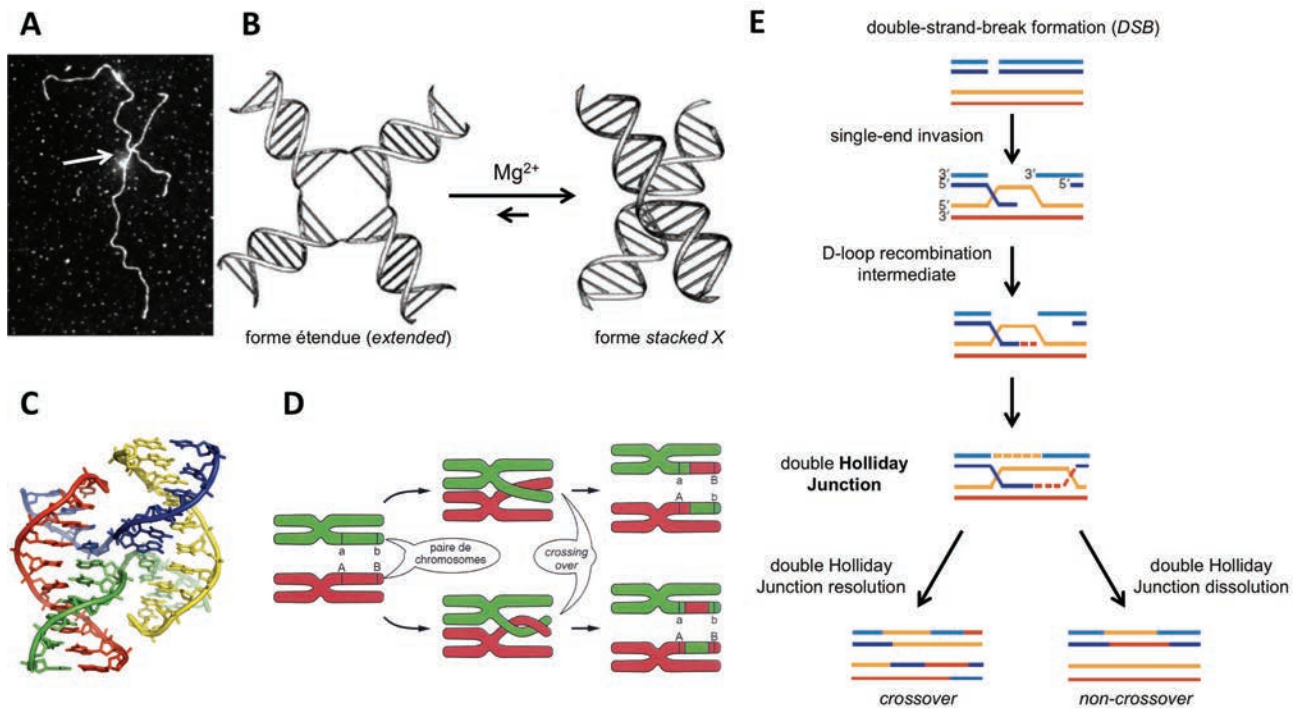 A
B
Mg2+
forme étendue (extended)
forme stacked X
C
D
a b
A B
paire de
chromosomes
crossing
over
a B
A b
a b
A B
E
double-strand-break formation (DSB)
single-end invasion
3′
5′
3′
5′
5′
3′
D-loop recombination
intermediate
double Holliday
Junction
double Holliday
Junction resolution
double Holliday
Junction dissolution
crossover
non-crossover